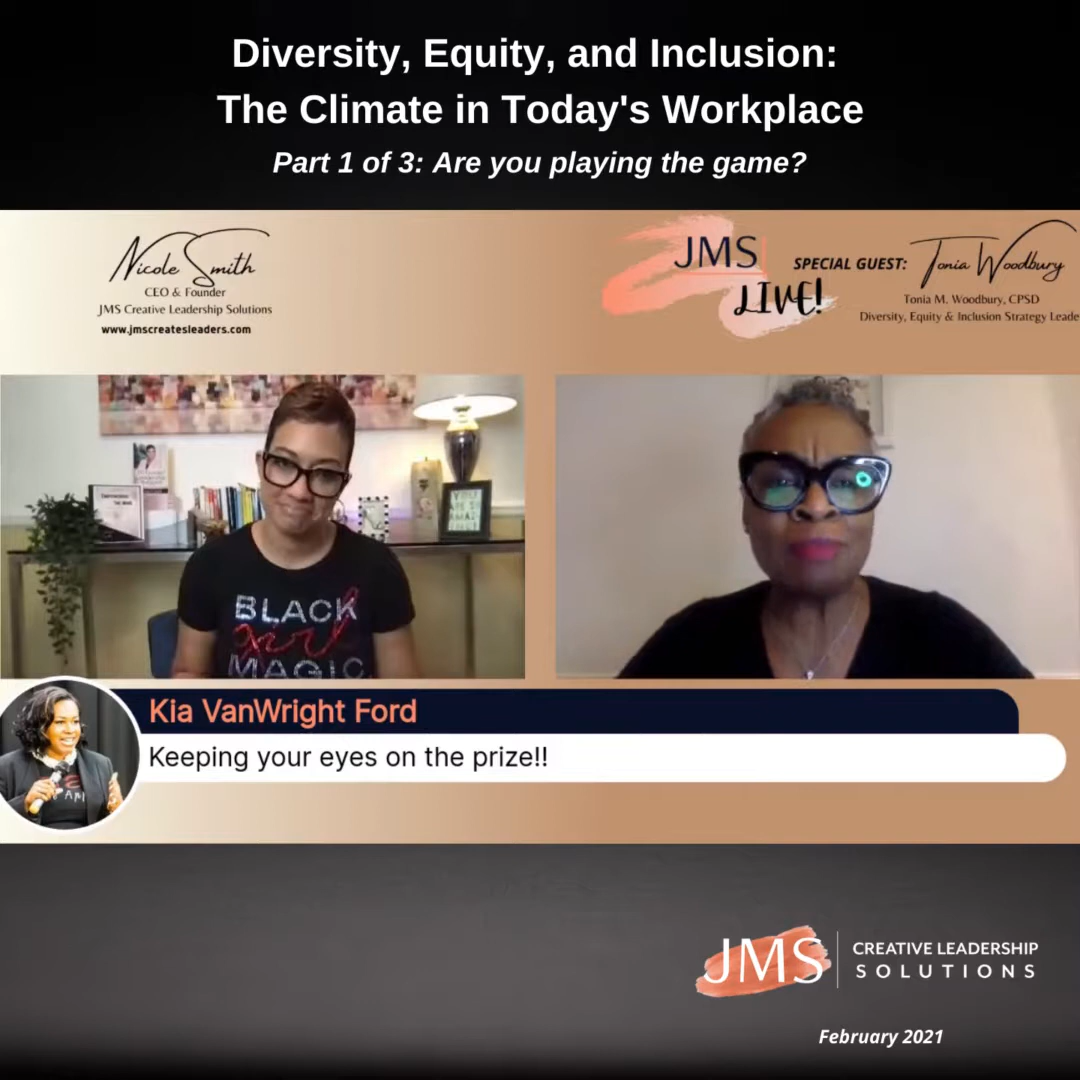 Diversity, Equity, and Inclusion:
The Climate in Today's Workplace
Part 1 of 3: Are you playing the game?
Nicole Smith
CEO & Founder
JMS Creative Leadership Solutions
www.jmscreatesleaders.com
JMS
LIVE!
SPECIAL GUEST:
Tonia Woodbury
Tonia M. Woodbury, CPSD
Diversity, Equity & Inclusion Strategy Leade
BLACK
girl
MAGIC
Kia VanWright Ford
Keeping your eyes on the prize!!
JMS
CREATIVE LEADERSHIP
SOLUTIONS
February 2021